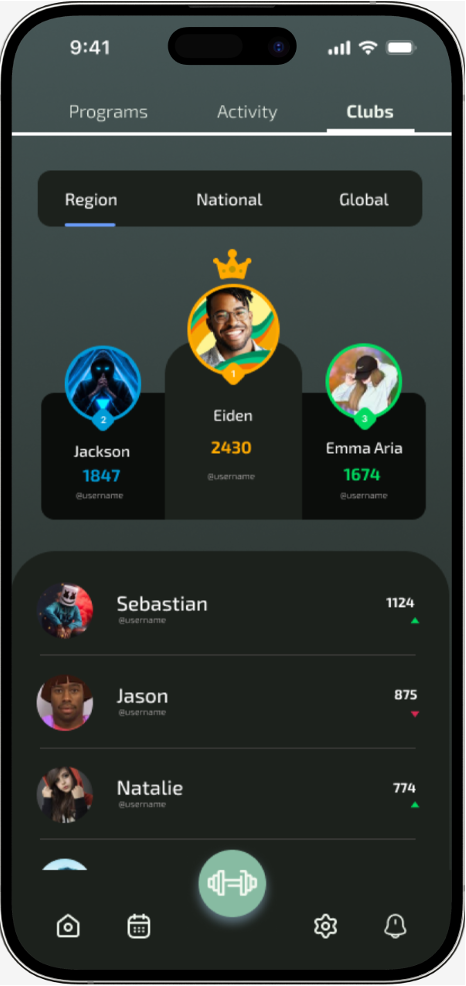 9:41
Programs Activity Clubs
Region National Global
1
Eiden
2430
@username
2
Jackson
1847
@username
3
Emma Aria
1674
@username
Sebastian 1124
@username
Jason 875
@username
Natalie 774
@username